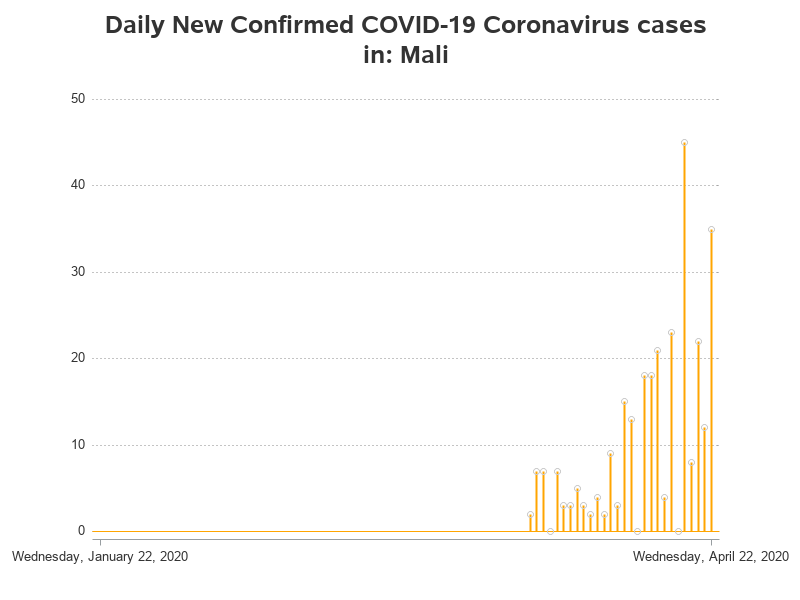 Daily New Confirmed COVID-19 Coronavirus cases
in: Mali
50
40
30
20
10
0
Wednesday, January 22, 2020
Wednesday, April 22, 2020